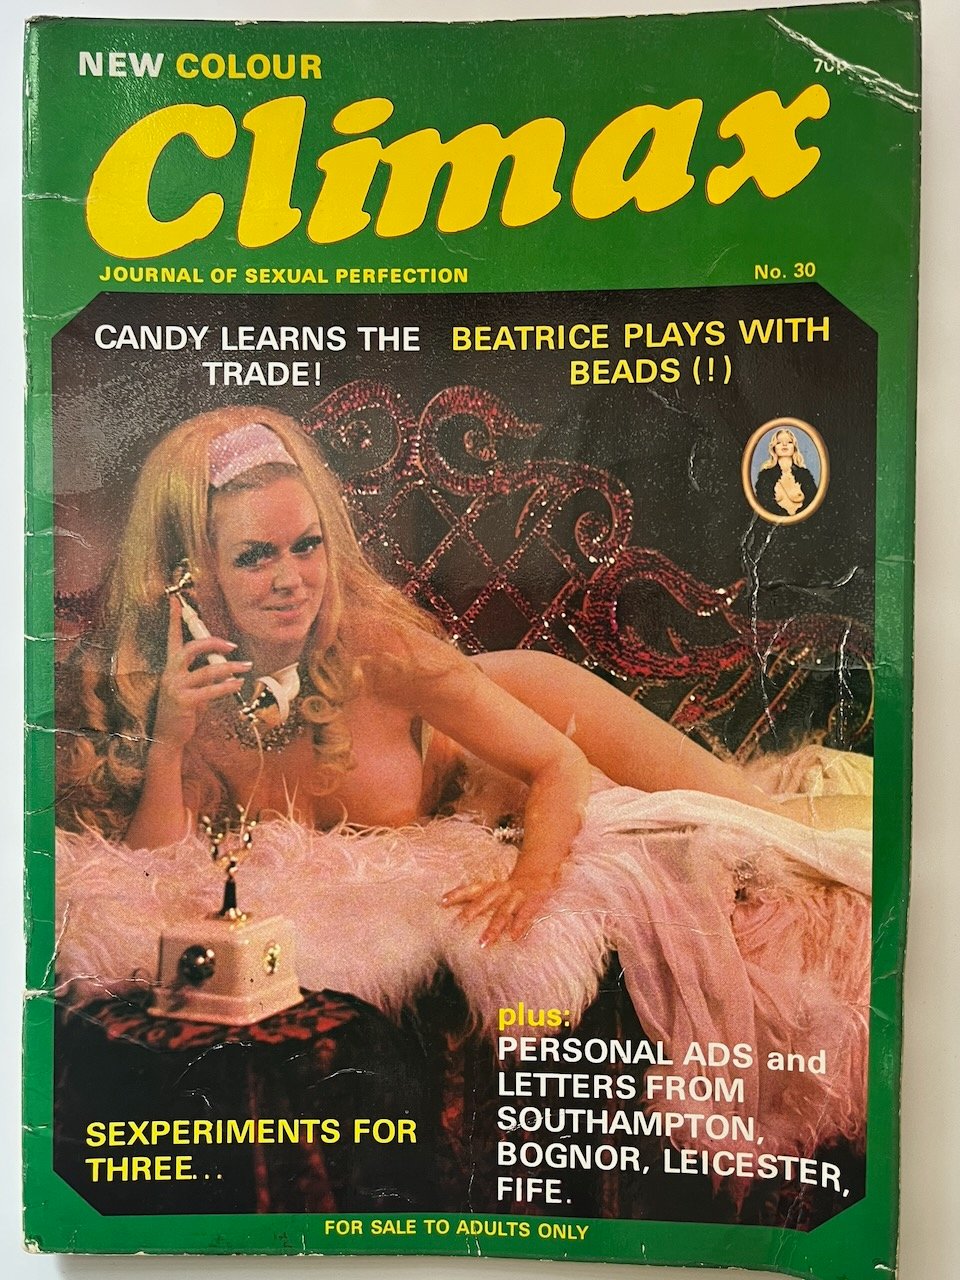 NEW COLOUR
70p
Climax
JOURNAL OF SEXUAL PERFECTION
No. 30
CANDY LEARNS THE
TRADE!
BEATRICE PLAYS WITH
BEADS (!)
plus:
PERSONAL ADS and
LETTERS FROM
SOUTHAMPTON,
BOGNOR, LEICESTER,
FIFE.
SEXPERIMENTS FOR
THREE...
FOR SALE TO ADULTS ONLY